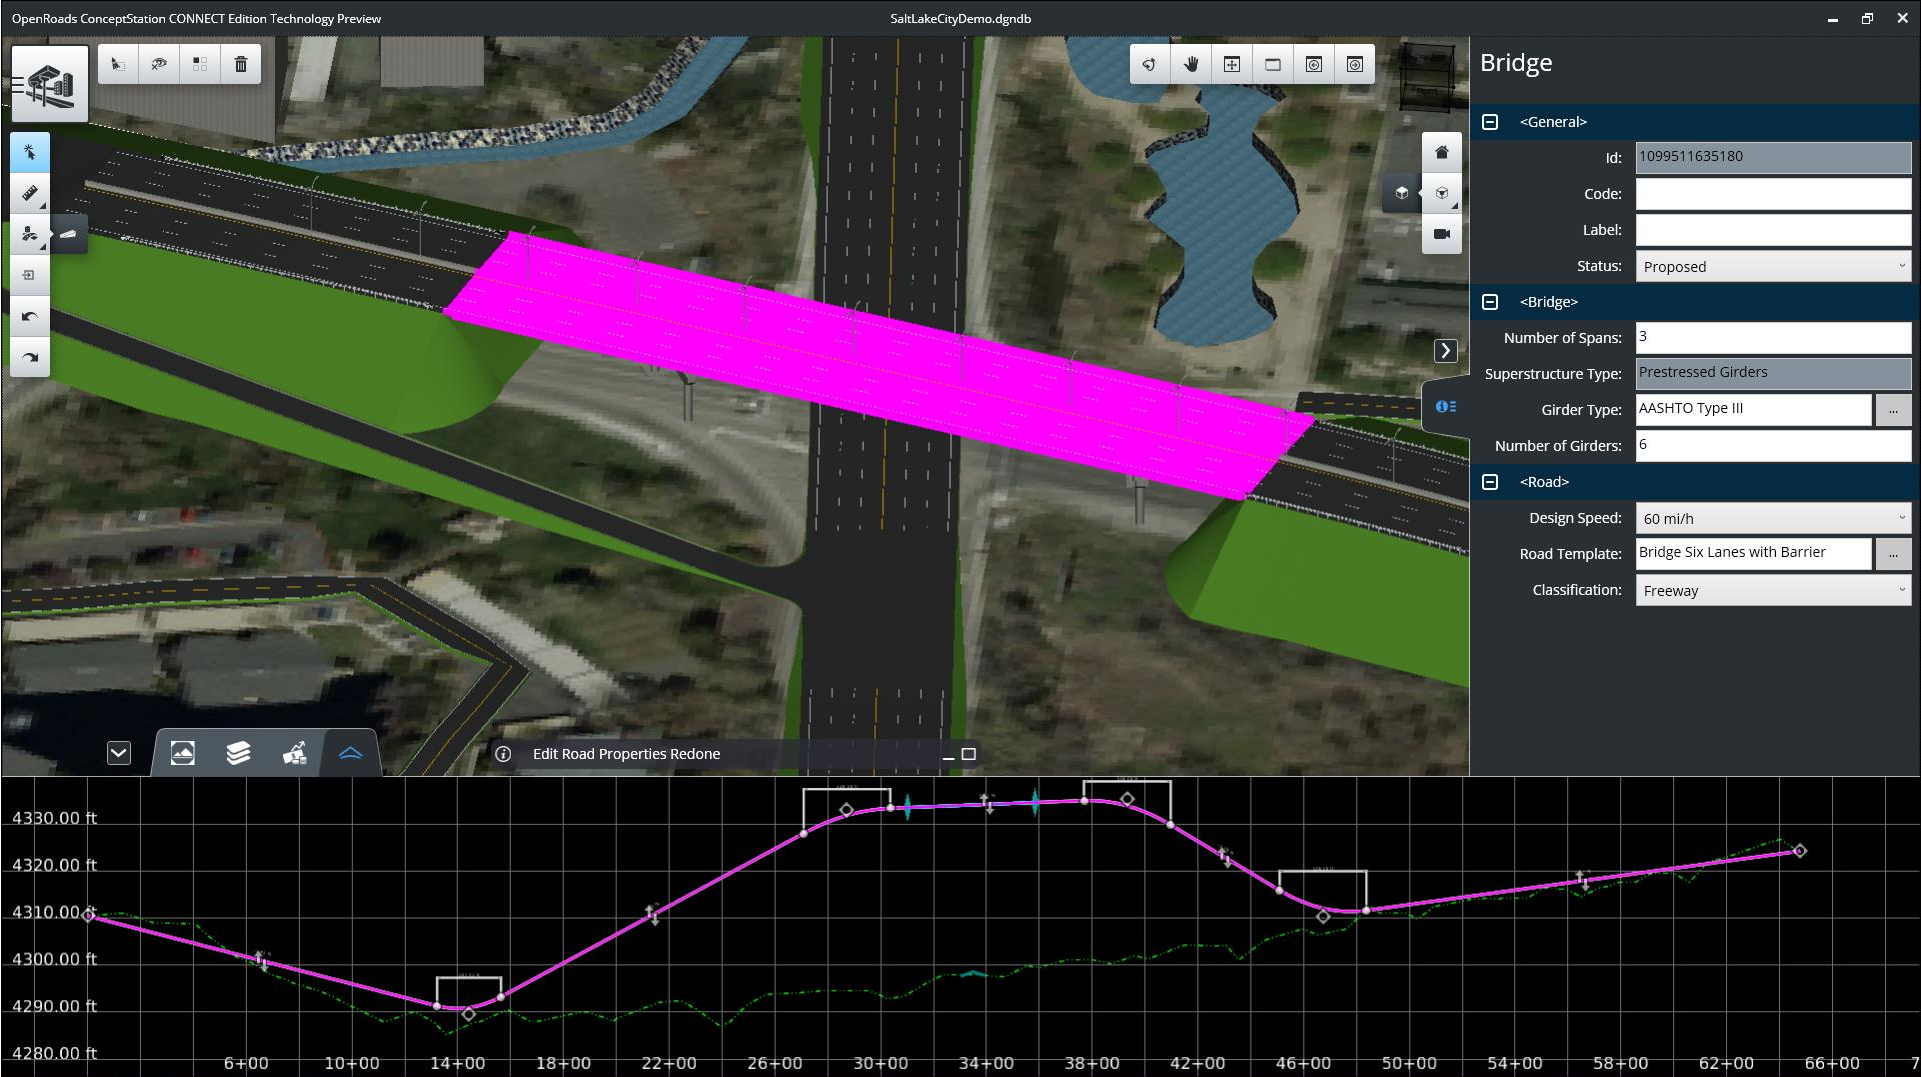 OpenRoads ConceptStation CONNECT Edition Technology Preview
SaltLakeCityDemo.dgndb
Bridge
<General>
Id: 1099511635180
Code:
Label:
Status: Proposed
<Bridge>
Number of Spans: 3
Superstructure Type: Prestressed Girders
Girder Type: AASHTO Type III ...
Number of Girders: 6
<Road>
Design Speed: 60 mi/h
Road Template: Bridge Six Lanes with Barrier ...
Classification: Freeway
Edit Road Properties Redone
4330.00 ft
4320.00 ft
4310.00 ft
4300.00 ft
4290.00 ft
4280.00 ft
6+00 10+00 14+00 18+00 22+00 26+00 30+00 34+00 38+00 42+00 46+00 50+00 54+00 58+00 62+00 66+00 7